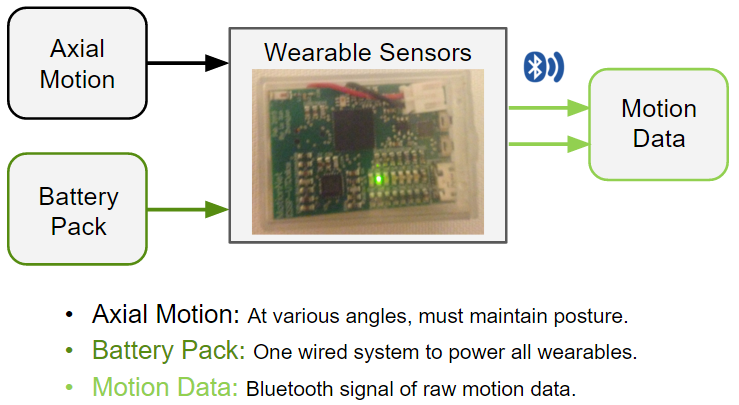 Axial
Motion
Wearable Sensors
Motion
Data
Battery
Pack
• Axial Motion: At various angles, must maintain posture.
• Battery Pack: One wired system to power all wearables.
• Motion Data: Bluetooth signal of raw motion data.